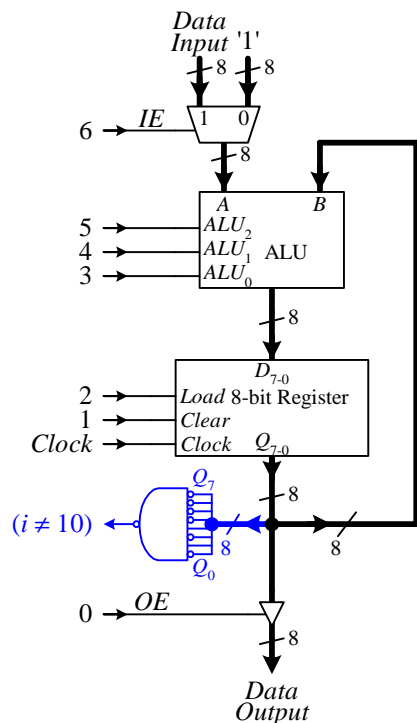 Data
Input '1'
8 8
1 0
6 IE
8
A B
5 ALU2
4 ALU1 ALU
3 ALU0
8
D7-0
2 Load 8-bit Register
1 Clear
Clock Clock Q7-0
8
Q7
(i ≠ 10)
8 8
Q0
0 OE
8
Data
Output